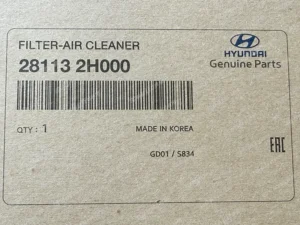 FILTER-AIR CLEANER
28113 2H000
HYUNDAI
Genuine Parts
QTY : 1
MADE IN KOREA
GD01 / S834
EAC